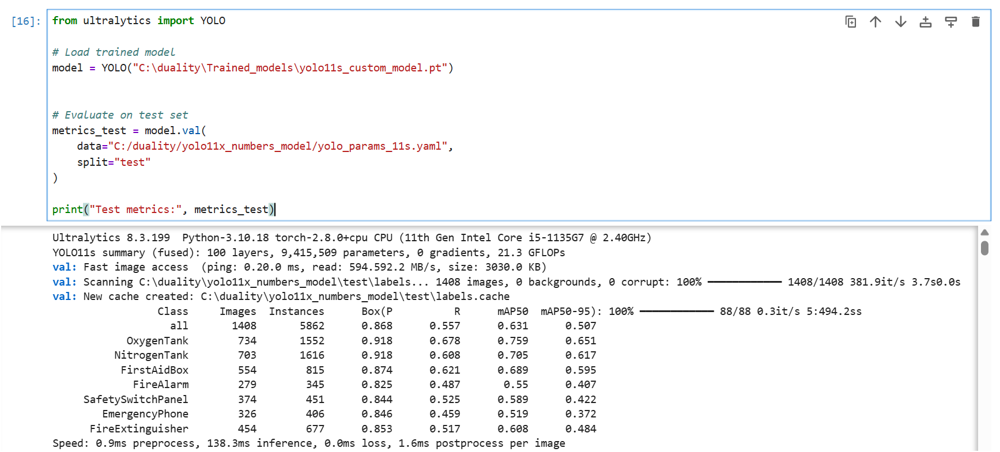 [16]: from ultralytics import YOLO
# Load trained model
model = YOLO("C:\duality\Trained_models\yolo11s_custom_model.pt")
# Evaluate on test set
metrics_test = model.val(
data="C:/duality/yolo11x_numbers_model/yolo_params_11s.yaml",
split="test"
)
print("Test metrics:", metrics_test)
Ultralytics 8.3.199 Python-3.10.18 torch-2.8.0+cpu CPU (11th Gen Intel Core i5-1135G7 @ 2.40GHz)
YOLO11s summary (fused): 100 layers, 9,415,509 parameters, 0 gradients, 21.3 GFLOPs
val: Fast image access (ping: 0.20.0 ms, read: 594.592.2 MB/s, size: 3030.0 KB)
val: Scanning C:\duality\yolo11x_numbers_model\test\labels... 1408 images, 0 backgrounds, 0 corrupt: 100% ━━━━━━━━━━━━ 1408/1408 381.9it/s 3.7s0.0s
val: New cache created: C:\duality\yolo11x_numbers_model\test\labels.cache
Class Images Instances Box(P R mAP50 mAP50-95): 100% ━━━━━━━━━━━━ 88/88 0.3it/s 5:494.2ss
all 1408 5862 0.868 0.557 0.631 0.507
OxygenTank 734 1552 0.918 0.678 0.759 0.651
NitrogenTank 703 1616 0.918 0.608 0.705 0.617
FirstAidBox 554 815 0.874 0.621 0.689 0.595
FireAlarm 279 345 0.825 0.487 0.55 0.407
SafetySwitchPanel 374 451 0.844 0.525 0.589 0.422
EmergencyPhone 326 406 0.846 0.459 0.519 0.372
FireExtinguisher 454 677 0.853 0.517 0.608 0.484
Speed: 0.9ms preprocess, 138.3ms inference, 0.0ms loss, 1.6ms postprocess per image